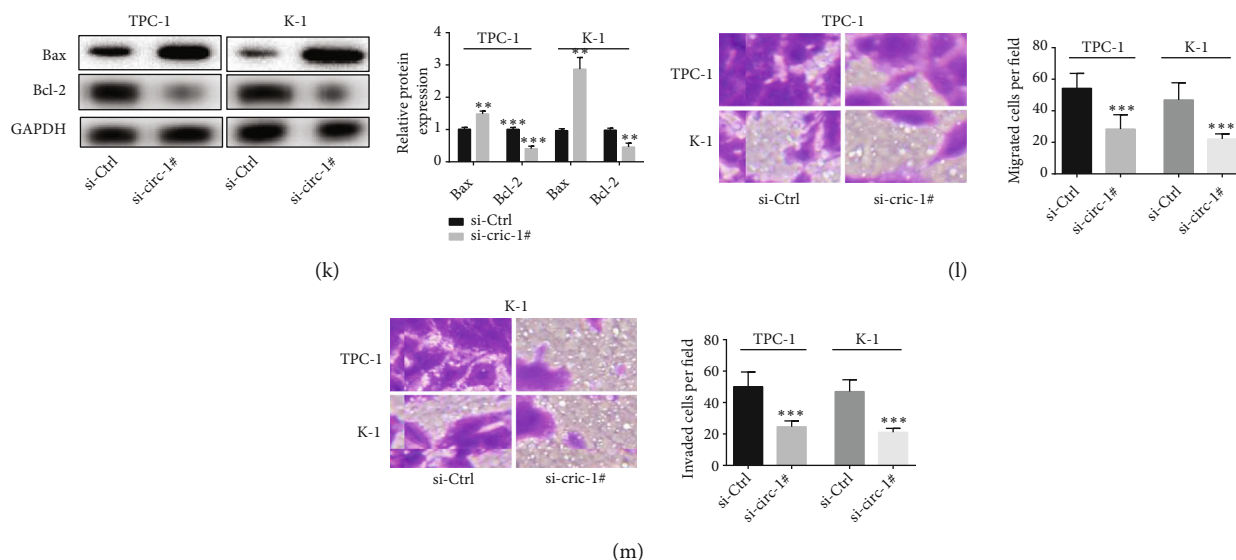 TPC-1 K-1
Bax
Bcl-2
GAPDH
si-Ctrl si-circ-1# si-Ctrl si-circ-1#
Relative protein
expression
4
3
2
1
0
TPC-1 K-1
** *** *** ** **
Bax Bcl-2 Bax Bcl-2
si-Ctrl
si-cric-1#
(k)
TPC-1
TPC-1
K-1
si-Ctrl si-cric-1#
Migrated cells per field
80
60
40
20
0
TPC-1 K-1
*** ***
si-Ctrl si-circ-1# si-Ctrl si-circ-1#
(l)
K-1
TPC-1
K-1
si-Ctrl si-cric-1#
Invaded cells per field
80
60
40
20
0
TPC-1 K-1
*** ***
si-Ctrl si-circ-1# si-Ctrl si-circ-1#
(m)